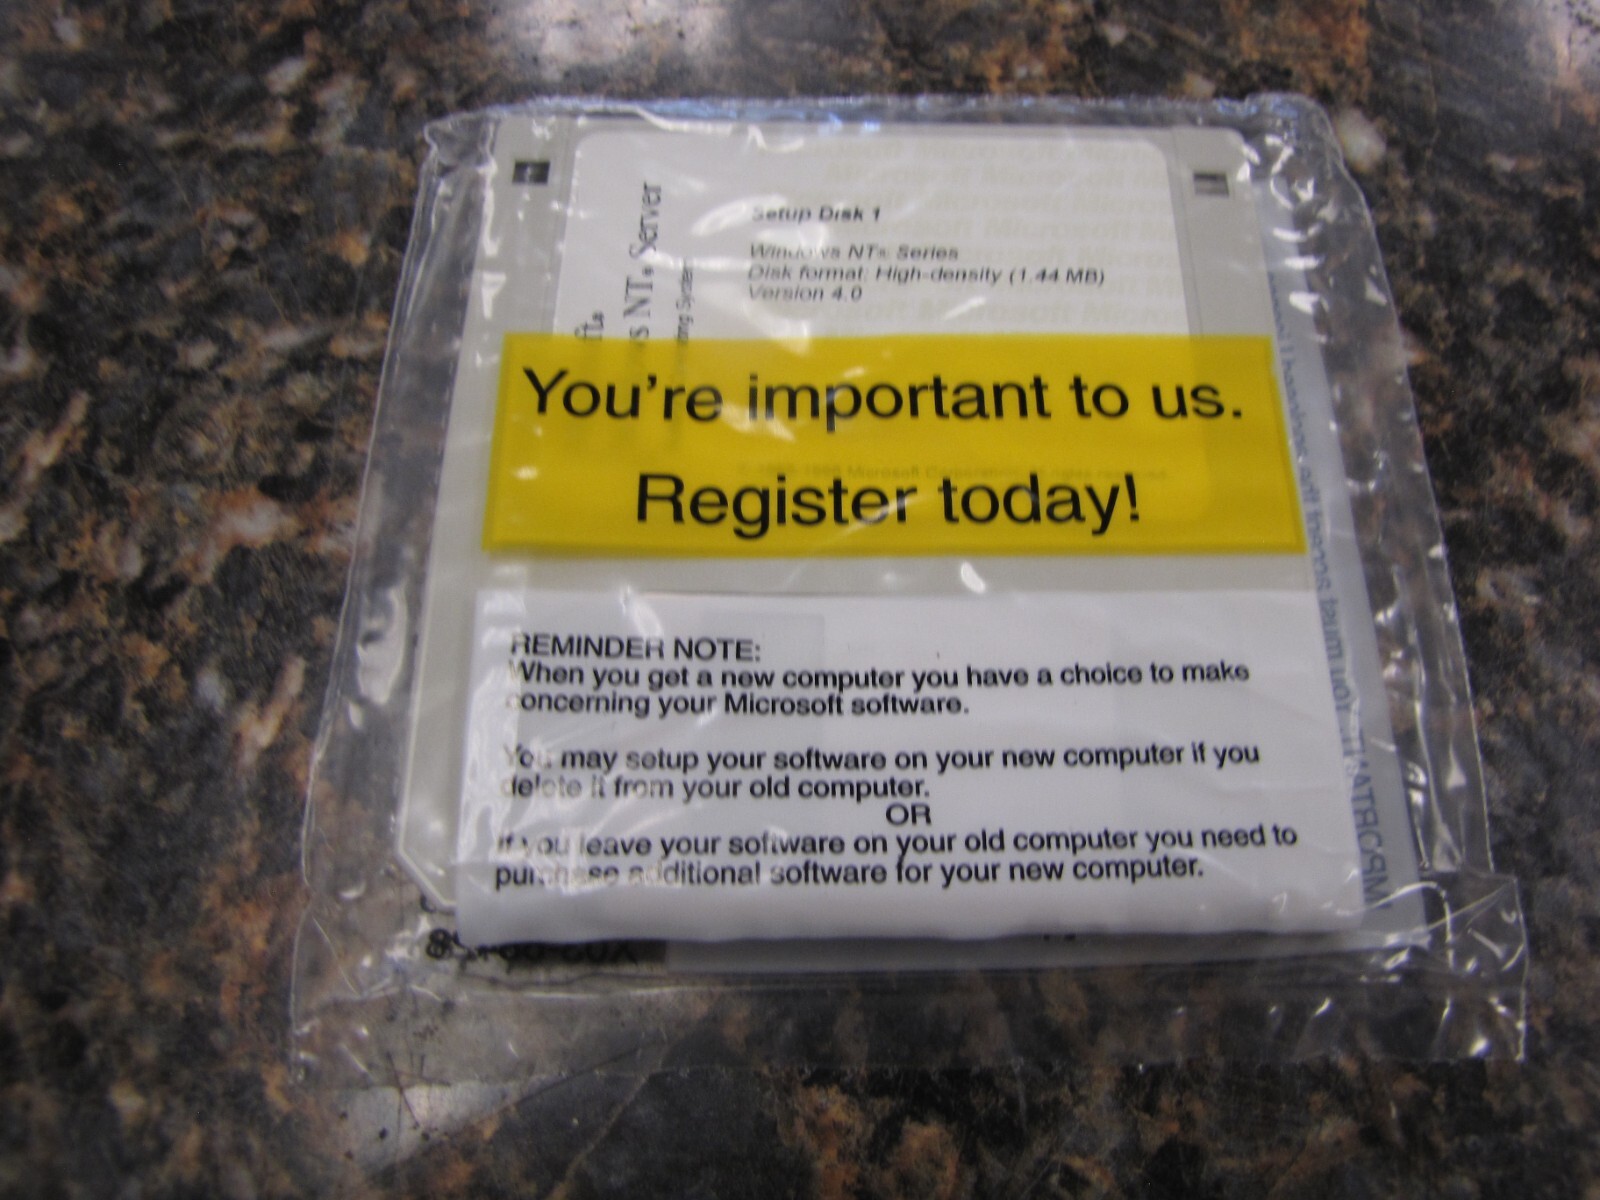 Setup Disk 1
Windows NT® Series
Disk format: High-density (1.44 MB)
Version 4.0
NT® Server
You're important to us.
Register today!
REMINDER NOTE:
When you get a new computer you have a choice to make
concerning your Microsoft software.
You may setup your software on your new computer if you
delete it from your old computer.
OR
If you leave your software on your old computer you need to
purchase additional software for your new computer.